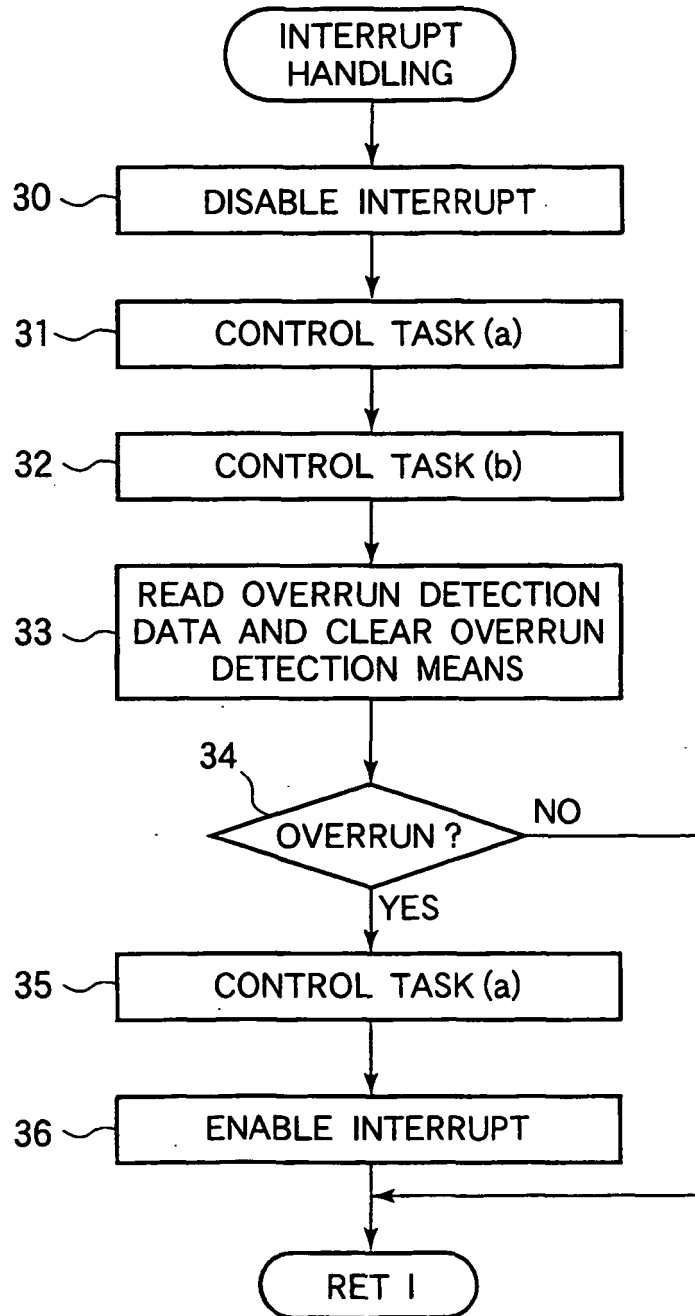 INTERRUPT
HANDLING
30
DISABLE INTERRUPT
31
CONTROL TASK (a)
32
CONTROL TASK (b)
33
READ OVERRUN DETECTION
DATA AND CLEAR OVERRUN
DETECTION MEANS
34
OVERRUN ?
NO
YES
35
CONTROL TASK (a)
36
ENABLE INTERRUPT
RET I